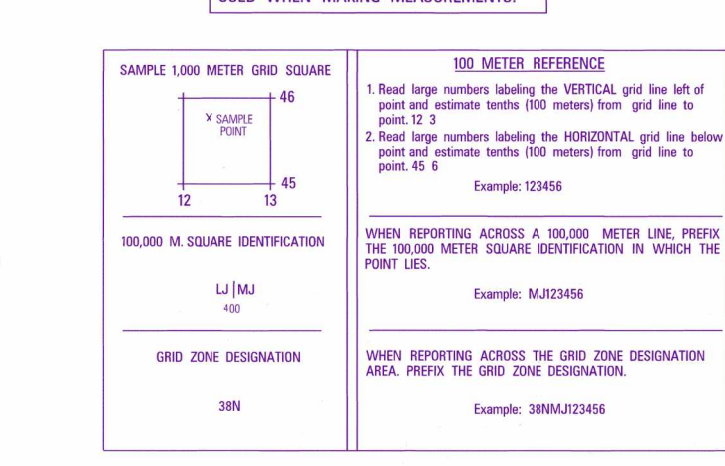 USED WHEN MAKING MEASUREMENTS.
SAMPLE 1,000 METER GRID SQUARE
46
X SAMPLE
POINT
45
12 13
100,000 M. SQUARE IDENTIFICATION
LJ | MJ
400
GRID ZONE DESIGNATION
38N
100 METER REFERENCE
1. Read large numbers labeling the VERTICAL grid line left of
point and estimate tenths (100 meters) from grid line to
point. 12 3
2. Read large numbers labeling the HORIZONTAL grid line below
point and estimate tenths (100 meters) from grid line to
point. 45 6
Example: 123456
WHEN REPORTING ACROSS A 100,000 METER LINE, PREFIX
THE 100,000 METER SQUARE IDENTIFICATION IN WHICH THE
POINT LIES.
Example: MJ123456
WHEN REPORTING ACROSS THE GRID ZONE DESIGNATION
AREA. PREFIX THE GRID ZONE DESIGNATION.
Example: 38NMJ123456